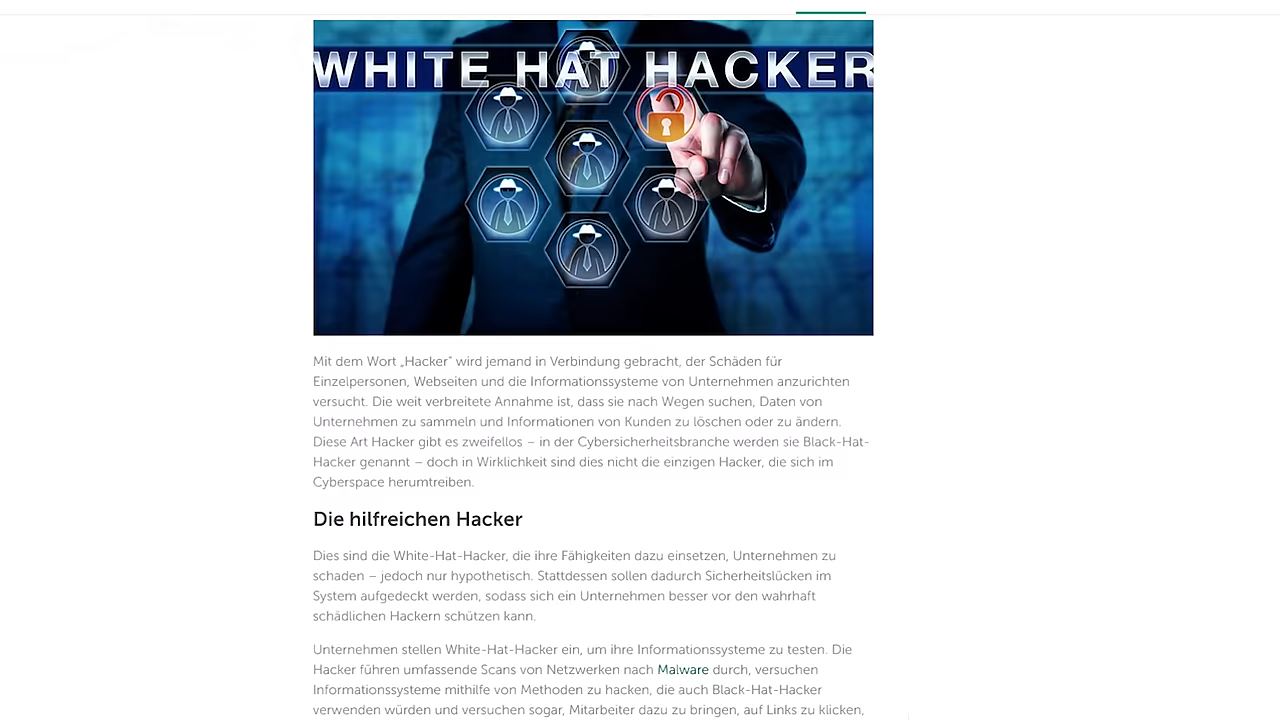 WHITE HAT HACKER
Mit dem Wort „Hacker“ wird jemand in Verbindung gebracht, der Schäden für
Einzelpersonen, Webseiten und die Informationssysteme von Unternehmen anzurichten
versucht. Die weit verbreitete Annahme ist, dass sie nach Wegen suchen, Daten von
Unternehmen zu sammeln und Informationen von Kunden zu löschen oder zu ändern.
Diese Art Hacker gibt es zweifellos – in der Cybersicherheitsbranche werden sie Black-Hat-
Hacker genannt – doch in Wirklichkeit sind dies nicht die einzigen Hacker, die sich im
Cyberspace herumtreiben.
Die hilfreichen Hacker
Dies sind die White-Hat-Hacker, die ihre Fähigkeiten dazu einsetzen, Unternehmen zu
schaden – jedoch nur hypothetisch. Stattdessen sollen dadurch Sicherheitslücken im
System aufgedeckt werden, sodass sich ein Unternehmen besser vor den wahrhaft
schädlichen Hackern schützen kann.
Unternehmen stellen White-Hat-Hacker ein, um ihre Informationssysteme zu testen. Die
Hacker führen umfassende Scans von Netzwerken nach Malware durch, versuchen
Informationssysteme mithilfe von Methoden zu hacken, die auch Black-Hat-Hacker
verwenden würden und versuchen sogar, Mitarbeiter dazu zu bringen, auf Links zu klicken,